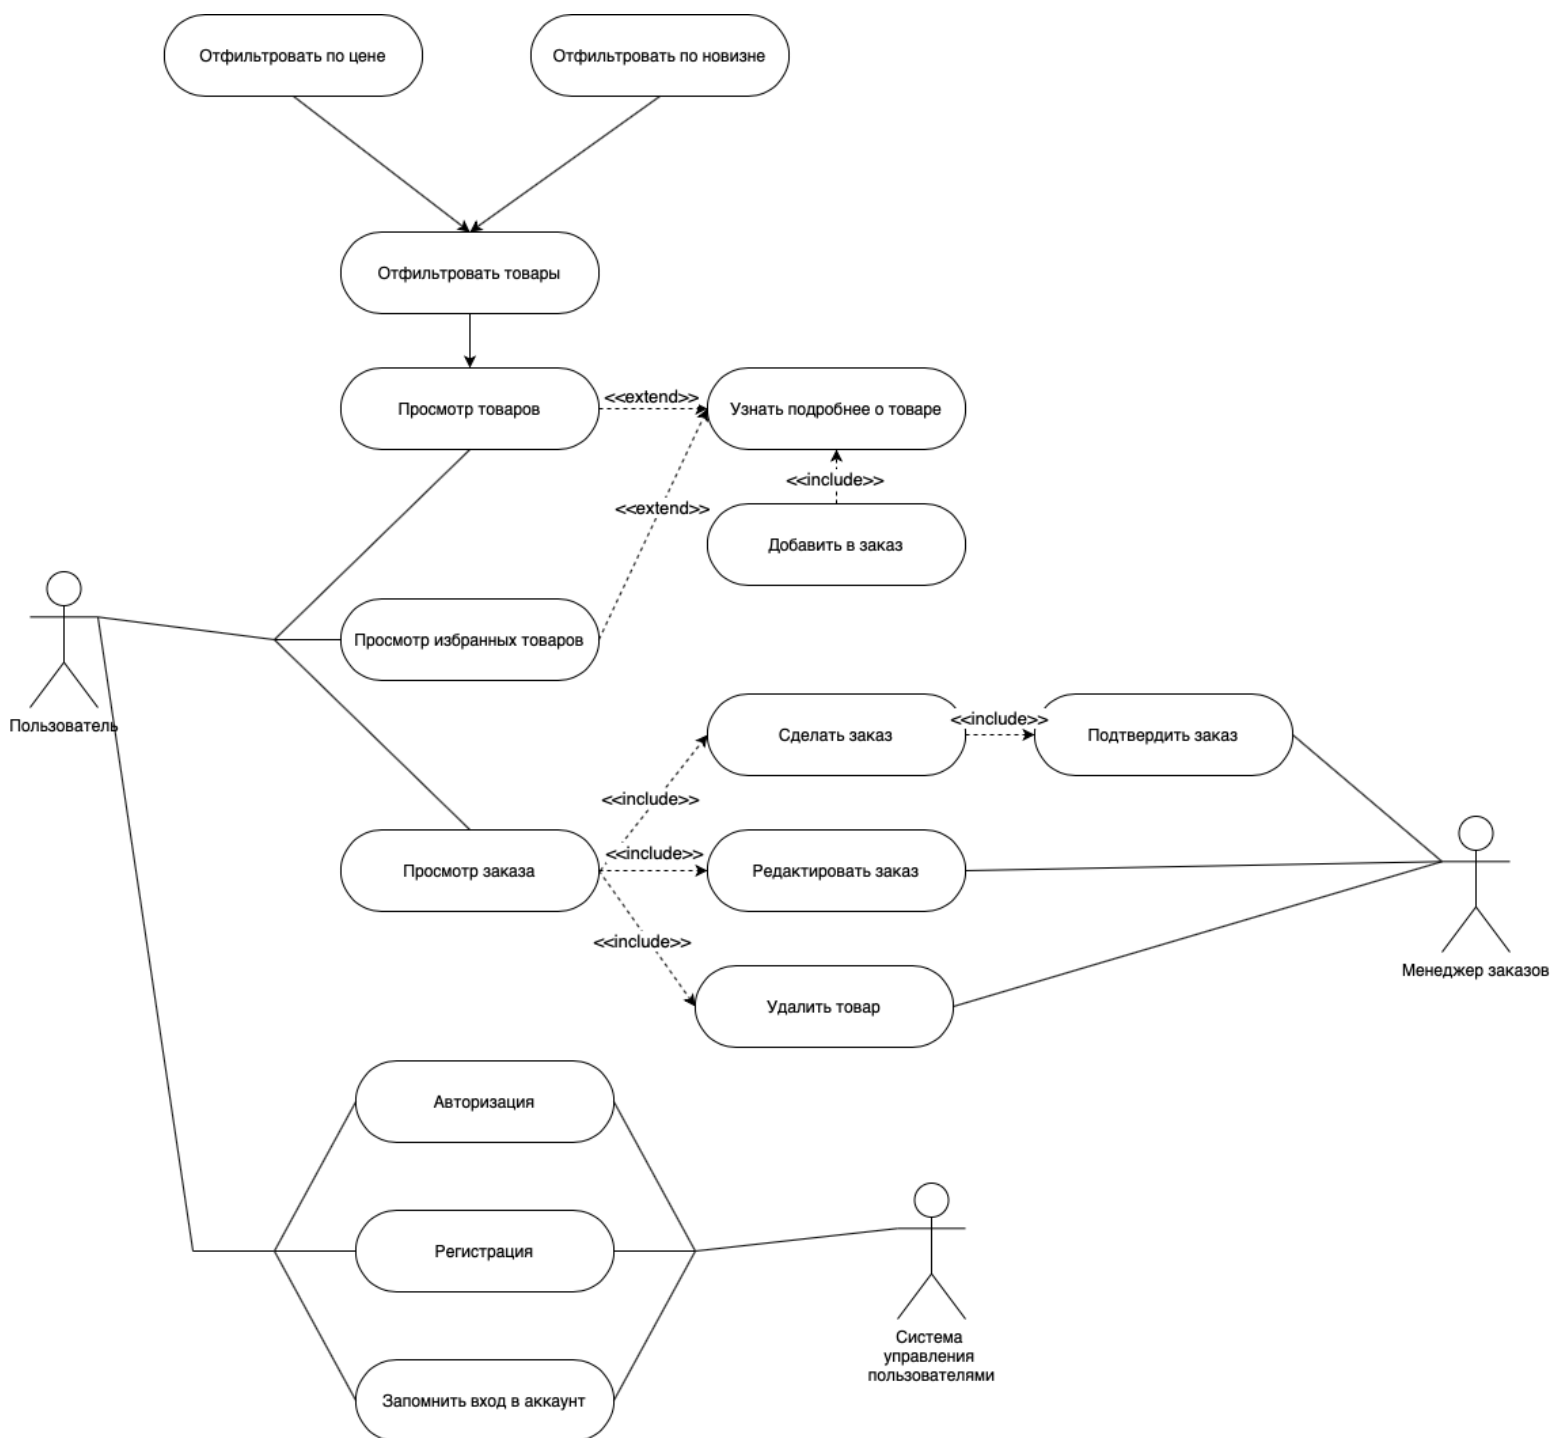 Отфильтровать по цене
Отфильтровать по новизне
Отфильтровать товары
Просмотр товаров
<<extend>>
Узнать подробнее о товаре
<<include>>
<<extend>>
Добавить в заказ
Просмотр избранных товаров
Пользователь
Сделать заказ
<<include>>
Подтвердить заказ
<<include>>
<<include>>
Просмотр заказа
Редактировать заказ
<<include>>
Менеджер заказов
Удалить товар
Авторизация
Регистрация
Система
управления
пользователями
Запомнить вход в аккаунт